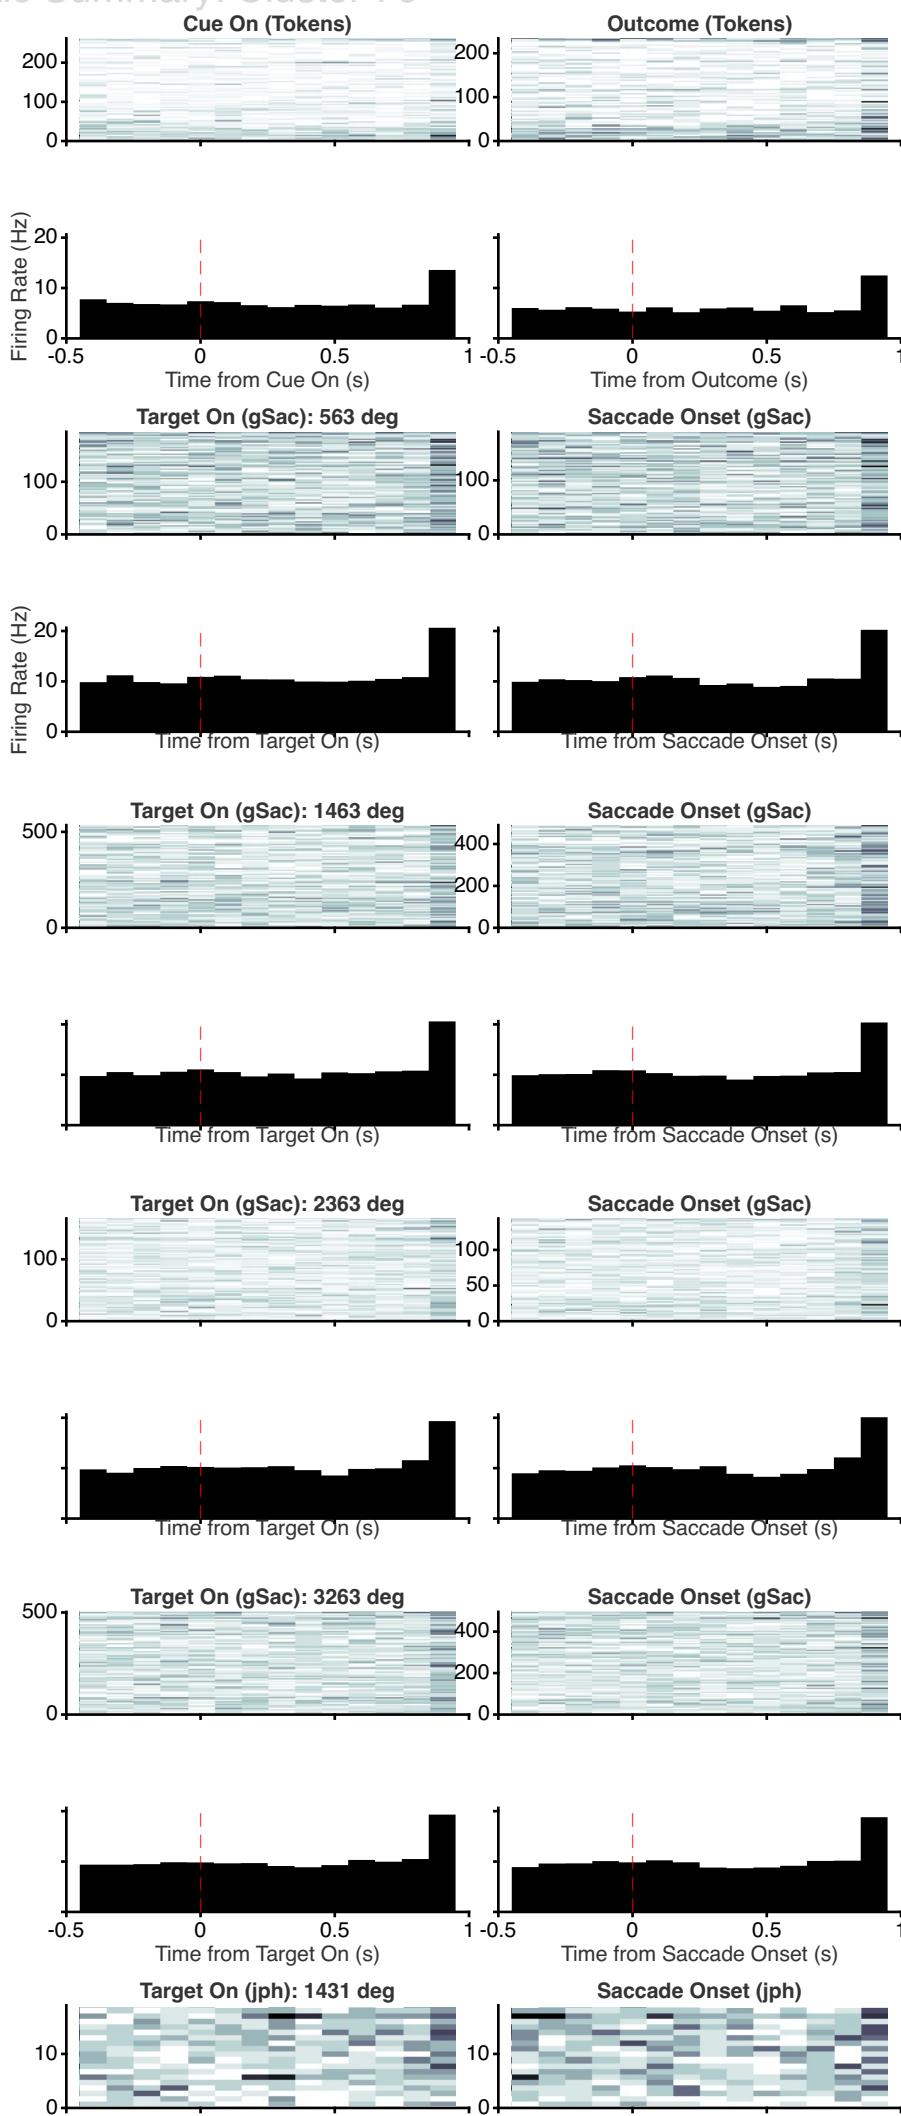 Summary: Cluster
Cue On (Tokens)
Outcome (Tokens)
200
100
0
200
100
0
Firing Rate (Hz)
20
10
0
-0.5
0
0.5
1
-0.5
0
0.5
1
Time from Cue On (s)
Time from Outcome (s)
Target On (gSac): 563 deg
Saccade Onset (gSac)
100
0
100
0
Firing Rate (Hz)
20
10
0
Time from Target On (s)
Time from Saccade Onset (s)
Target On (gSac): 1463 deg
Saccade Onset (gSac)
500
0
400
200
0
Time from Target On (s)
Time from Saccade Onset (s)
Target On (gSac): 2363 deg
Saccade Onset (gSac)
100
0
100
50
0
Time from Target On (s)
Time from Saccade Onset (s)
Target On (gSac): 3263 deg
Saccade Onset (gSac)
500
0
400
200
0
-0.5
0
0.5
1
-0.5
0
0.5
1
Time from Target On (s)
Time from Saccade Onset (s)
Target On (jph): 1431 deg
Saccade Onset (jph)
10
0
10
0